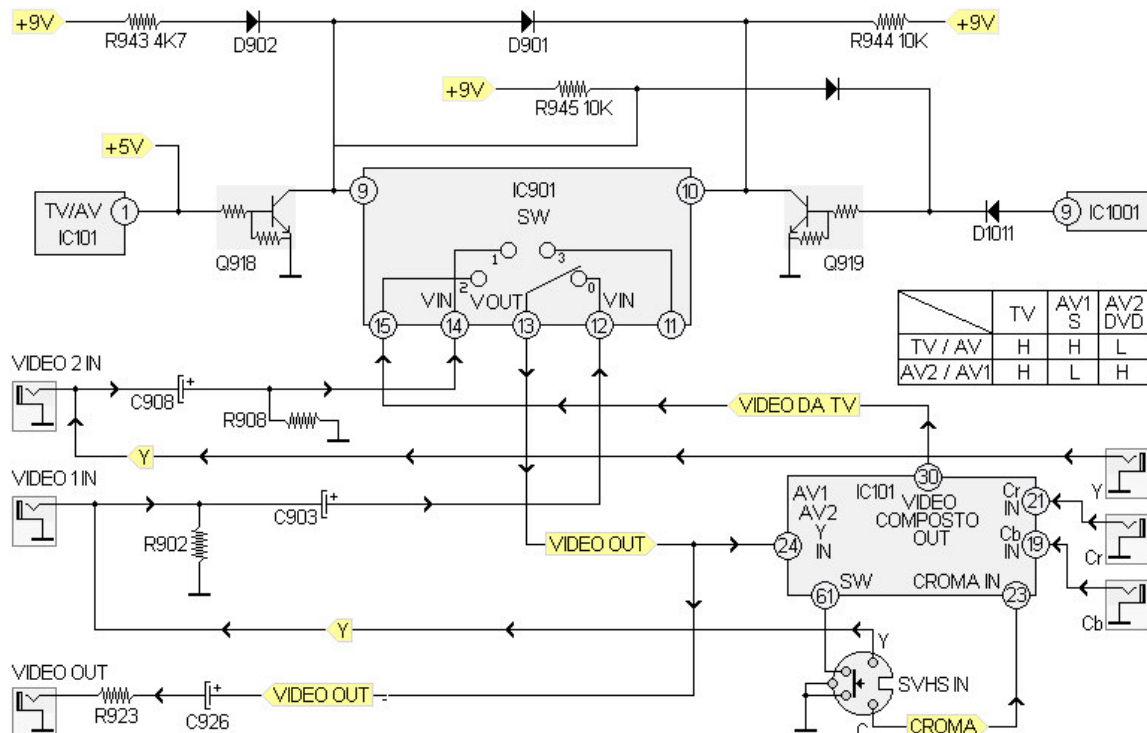 +9V
R943 4K7
D902
D901
R944 10K
+9V
+9V
R945 10K
+5V
TV/AV
IC101
1
Q918
9
IC901
SW
10
Q919
D1011
9
IC1001
1
3
2
0
VIN
VOUT
VIN
15
14
13
12
11
TV
AV1
S
AV2
DVD
TV / AV
H
H
L
AV2 / AV1
H
L
H
VIDEO 2 IN
C908
R908
VIDEO DA TV
Y
VIDEO 1 IN
C903
R902
VIDEO OUT
30
AV1
AV2
Y
IN
IC101
VIDEO
COMPOSTO
OUT
Cr
IN
21
Cb
IN
19
24
SW
61
CROMA IN
23
Y
Cr
Cb
Y
Y
SVHS IN
C
CROMA
VIDEO OUT
R923
C926
VIDEO OUT